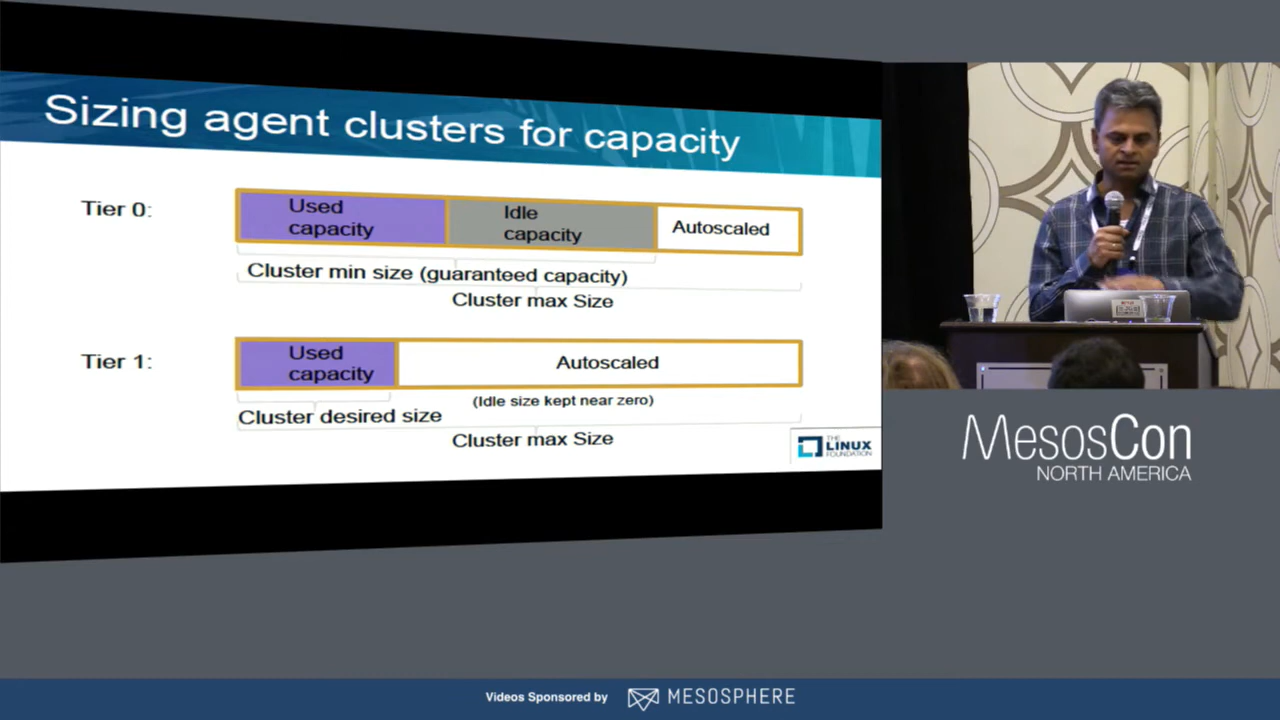 Sizing agent clusters for capacity
Tier 0:
Used
capacity
Idle
capacity
Autoscaled
Cluster min size (guaranteed capacity)
Cluster max Size
Tier 1:
Used
capacity
Autoscaled
(Idle size kept near zero)
Cluster desired size
Cluster max Size
THE
LINUX
FOUNDATION
MesosCon
NORTH AMERICA
Videos Sponsored by
MESOSPHERE